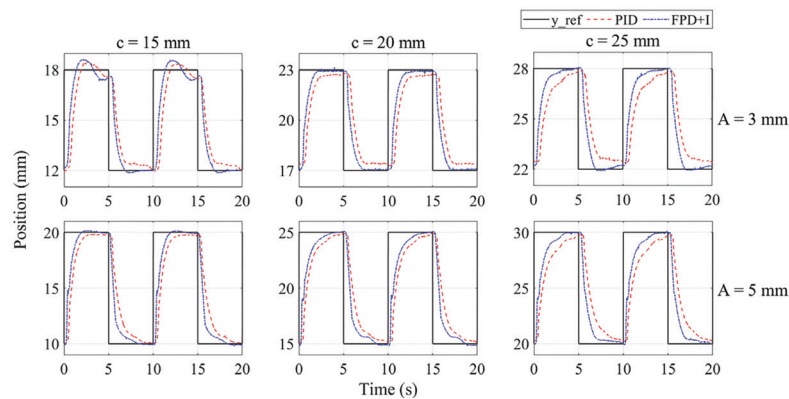 y_ref PID FPD+I
c = 15 mm c = 20 mm c = 25 mm
18 23 28
15 20 25
12 17 22
0 5 10 15 20 0 5 10 15 20 0 5 10 15 20
A = 3 mm
20 25 30
15 20 25
10 15 20
0 5 10 15 20 0 5 10 15 20 0 5 10 15 20
A = 5 mm
Position (mm)
Time (s)